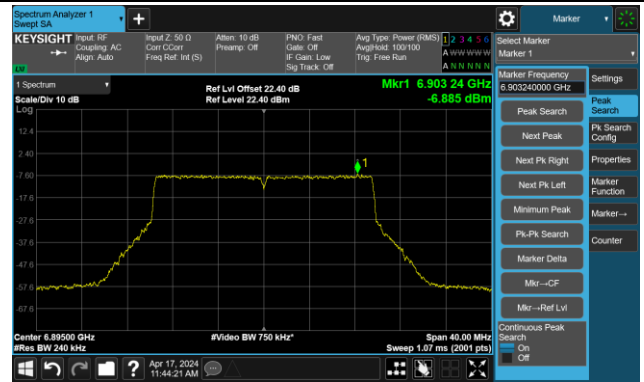 Spectrum Analyzer 1
Swept SA
Marker
KEYSIGHT
Input: RF
Coupling: AC
Align: Auto
Input Z: 50 Ω
Corr CCorr
Freq Ref: Int (S)
Atten: 10 dB
Preamp: Off
PNO: Fast
Gate: Off
IF Gain: Low
Sig Track: Off
Avg Type: Power (RMS)
Avg|Hold: 100/100
Trig: Free Run
1 2 3 4 5 6
A W W W W W
A N N N N N
Select Marker
Marker 1
1 Spectrum
Scale/Div 10 dB
Log
Ref Lvl Offset 22.40 dB
Ref Level 22.40 dBm
Mkr1 6.903 24 GHz
-6.885 dBm
12.4
2.40
-7.60
-17.6
-27.6
-37.6
-47.6
-57.6
-67.6
1
Center 6.89500 GHz
#Res BW 240 kHz
#Video BW 750 kHz*
Span 40.00 MHz
Sweep 1.07 ms (2001 pts)
Marker Frequency
6.903240000 GHz
Peak Search
Next Peak
Next Pk Right
Next Pk Left
Minimum Peak
Pk-Pk Search
Marker Delta
Mkr→CF
Mkr→Ref Lvl
Continuous Peak
Search
On
Off
Settings
Peak
Search
Pk Search
Config
Properties
Marker
Function
Marker→
Counter
Apr 17, 2024
11:44:21 AM